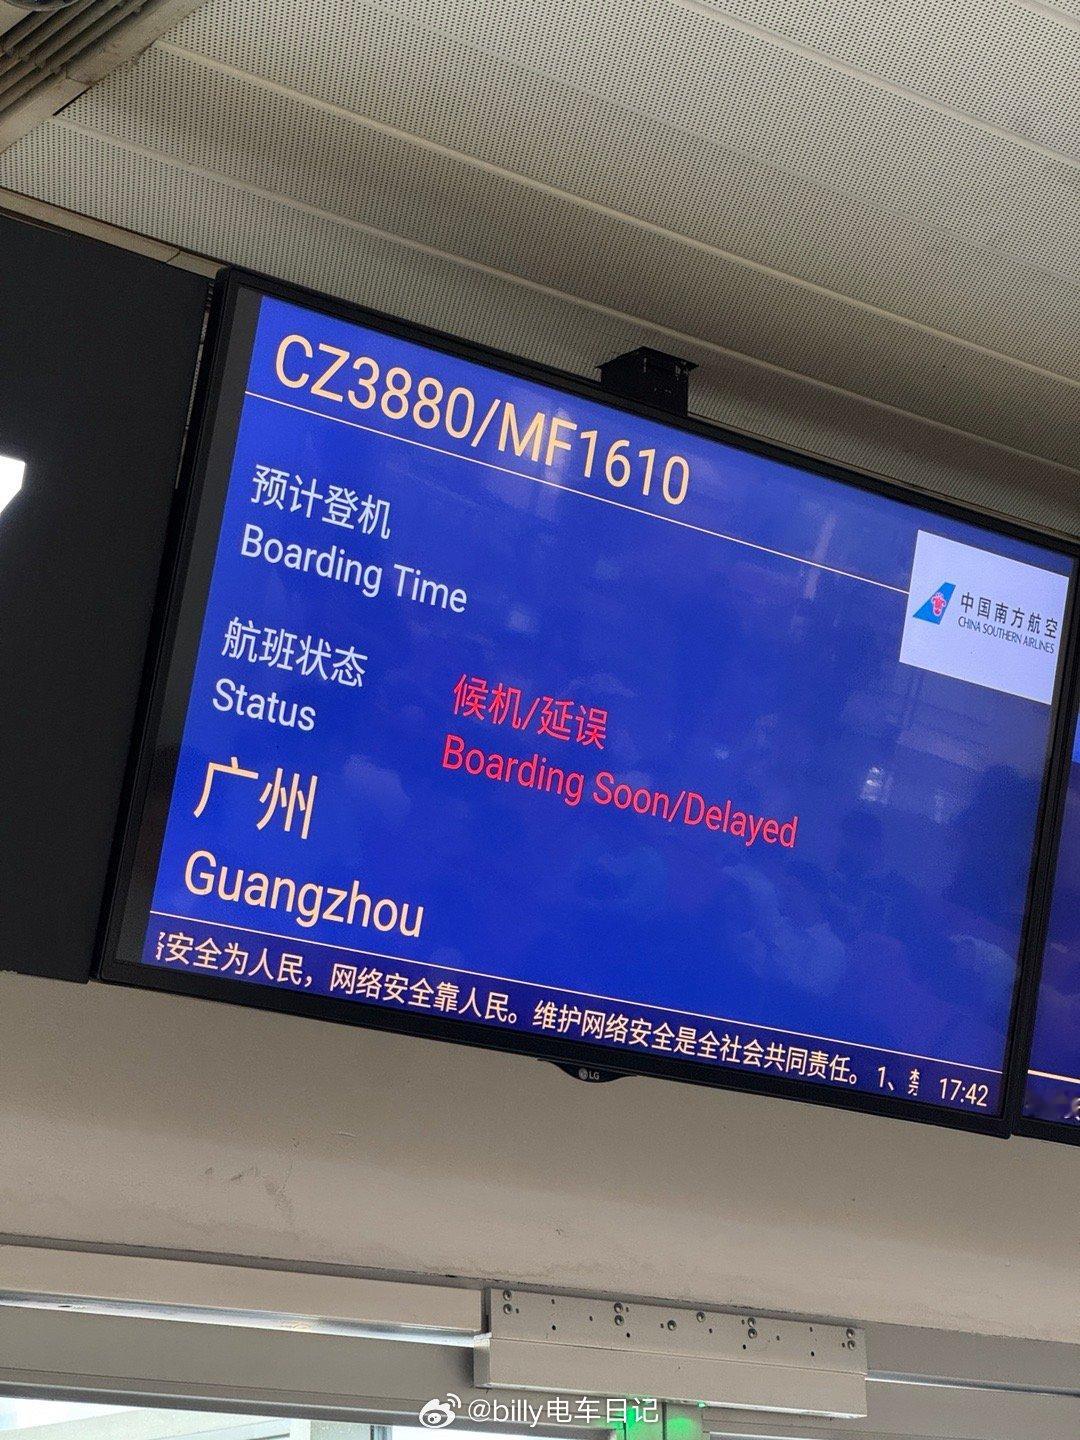 CZ3880/MF1610
预计登机
Boarding Time
中国南方航空
CHINA SOUTHERN AIRLINES
航班状态
Status
候机/延误
Boarding Soon/Delayed
广州
Guangzhou
安全为人民，网络安全靠人民。维护网络安全是全社会共同责任。1、
17:42
LG
@billy电车日记